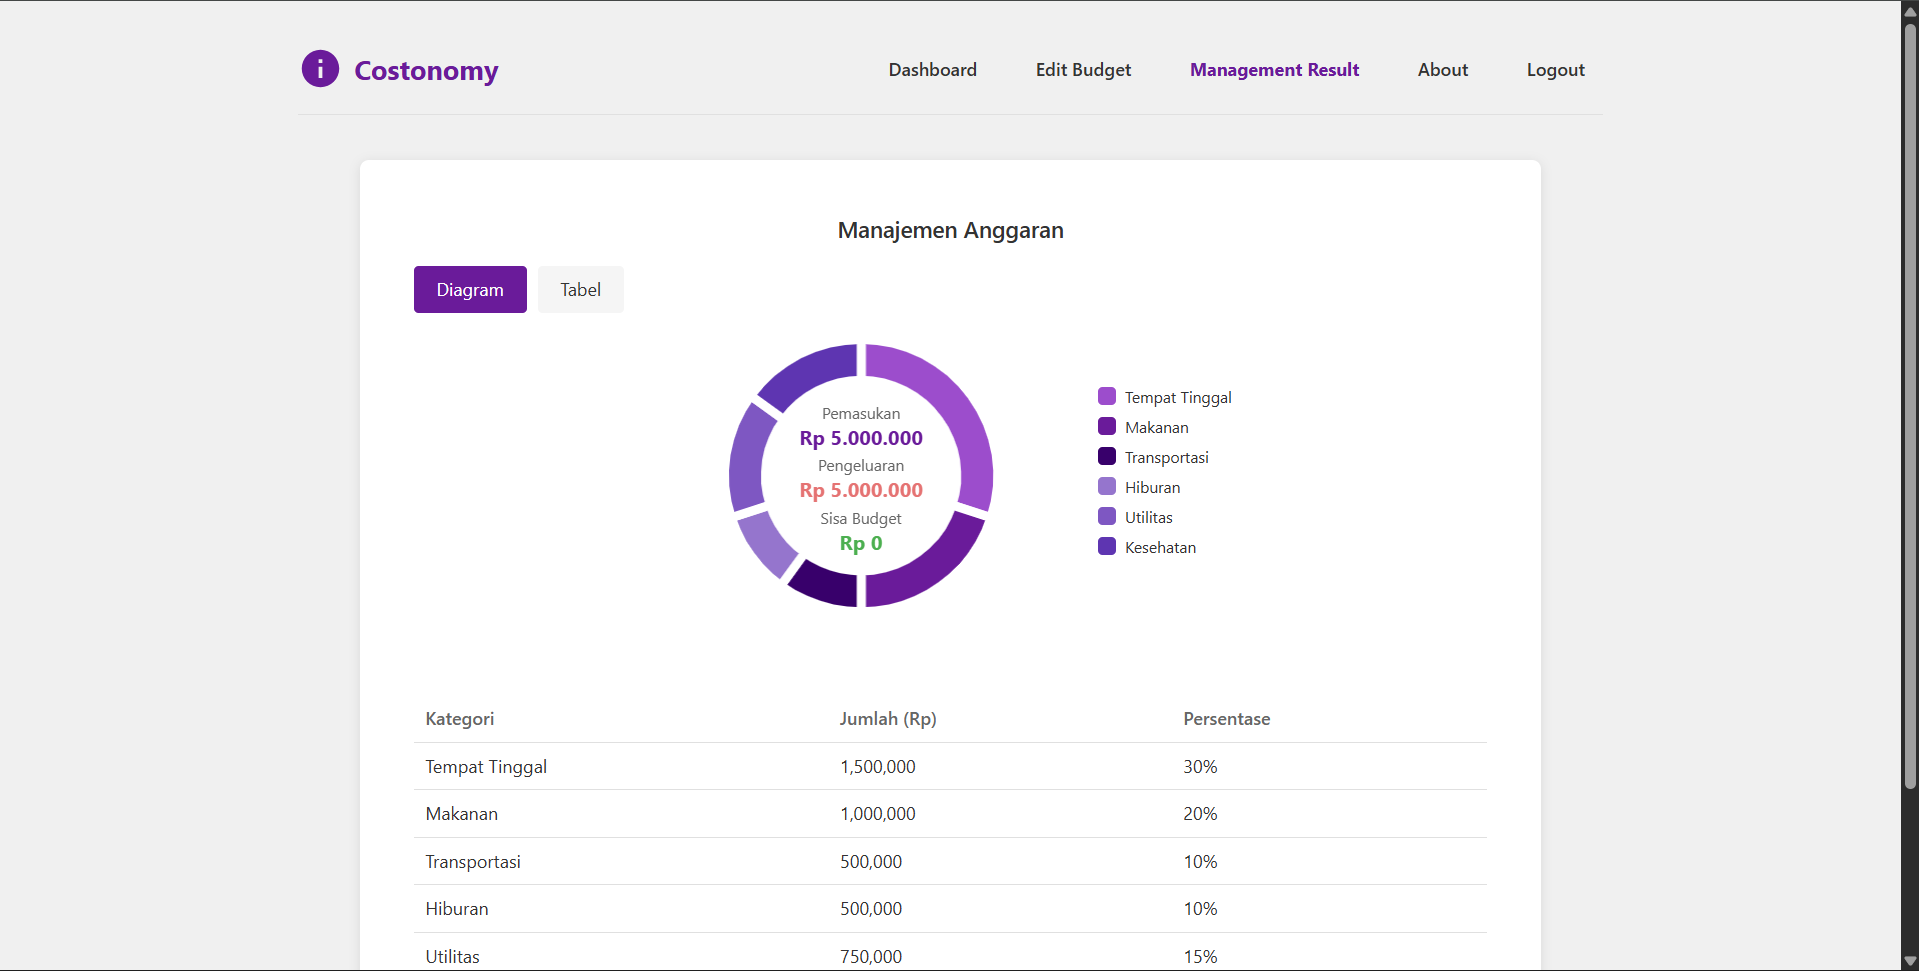 i Costonomy Dashboard Edit Budget Management Result About Logout
Manajemen Anggaran
Diagram Tabel
Pemasukan
Rp 5.000.000
Pengeluaran
Rp 5.000.000
Sisa Budget
Rp 0
Tempat Tinggal
Makanan
Transportasi
Hiburan
Utilitas
Kesehatan
Kategori Jumlah (Rp) Persentase
Tempat Tinggal 1,500,000 30%
Makanan 1,000,000 20%
Transportasi 500,000 10%
Hiburan 500,000 10%
Utilitas 750,000 15%